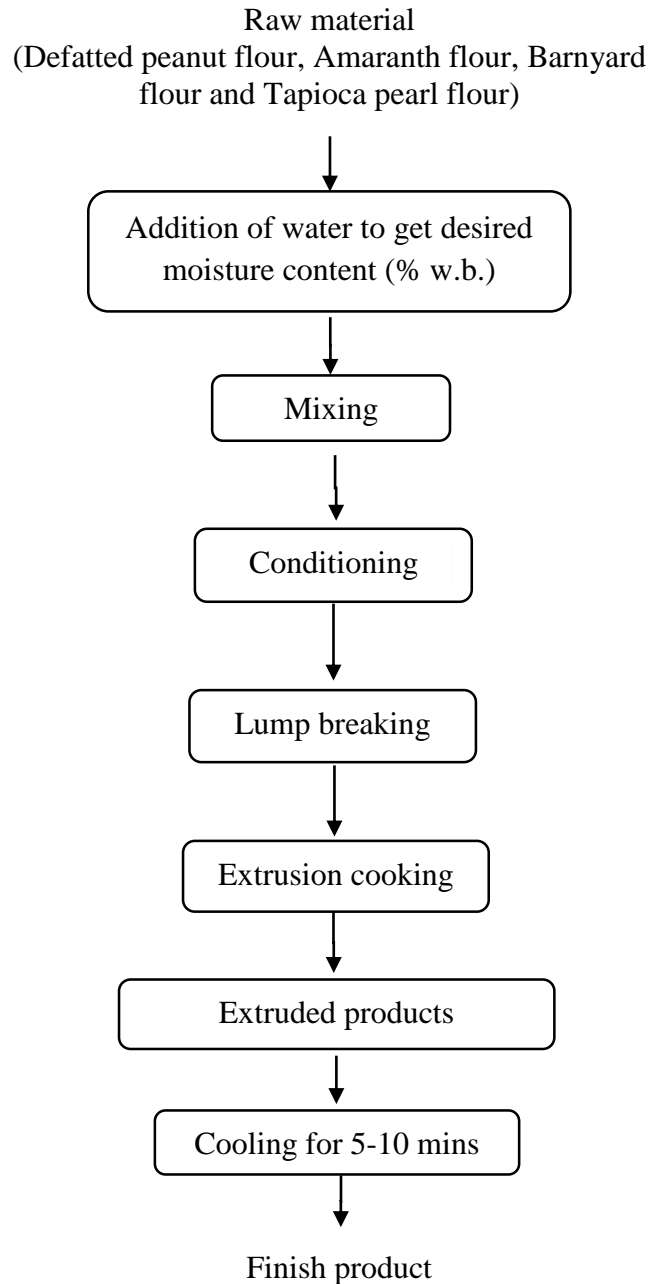 Raw material
(Defatted peanut flour, Amaranth flour, Barnyard
flour and Tapioca pearl flour)
Addition of water to get desired
moisture content (% w.b.)
Mixing
Conditioning
Lump breaking
Extrusion cooking
Extruded products
Cooling for 5-10 mins
Finish product